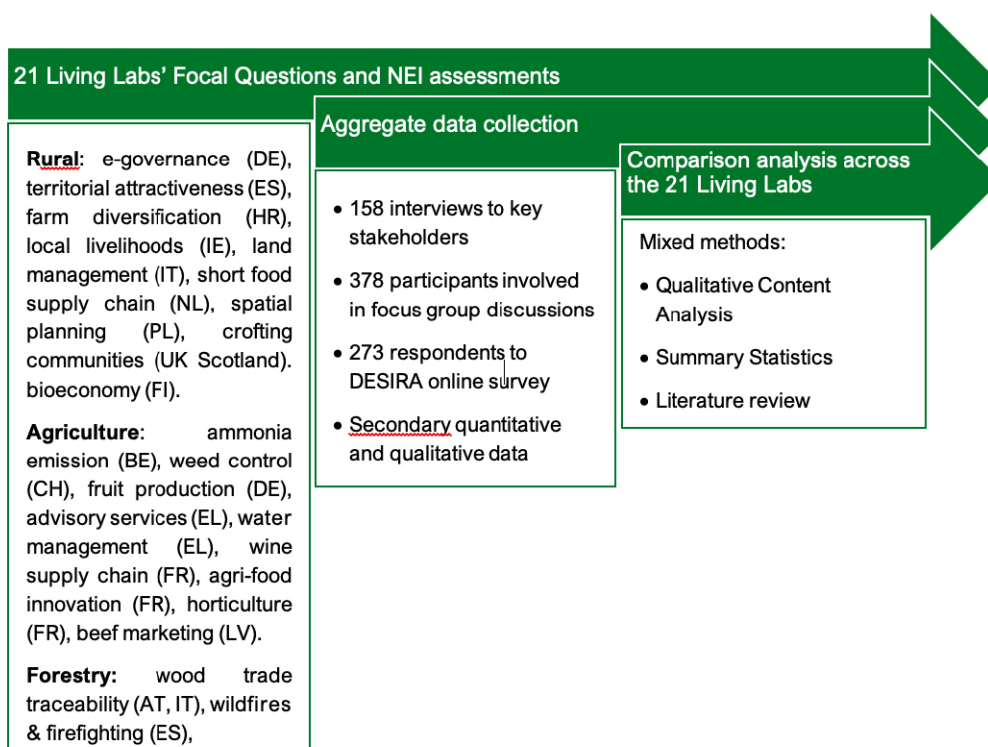 21 Living Labs’ Focal Questions and NEI assessments
Rural: e-governance (DE),
territorial attractiveness (ES),
farm diversification (HR),
local livelihoods (IE), land
management (IT), short food
supply chain (NL), spatial
planning (PL), crofting
communities (UK Scotland).
bioeconomy (FI).
Agriculture: ammonia
emission (BE), weed control
(CH), fruit production (DE),
advisory services (EL), water
management (EL), wine
supply chain (FR), agri-food
innovation (FR), horticulture
(FR), beef marketing (LV).
Forestry: wood trade
traceability (AT, IT), wildfires
& firefighting (ES),
Aggregate data collection
• 158 interviews to key
stakeholders
• 378 participants involved
in focus group discussions
• 273 respondents to
DESIRA online survey
• Secondary quantitative
and qualitative data
Comparison analysis across
the 21 Living Labs
Mixed methods:
• Qualitative Content
Analysis
• Summary Statistics
• Literature review